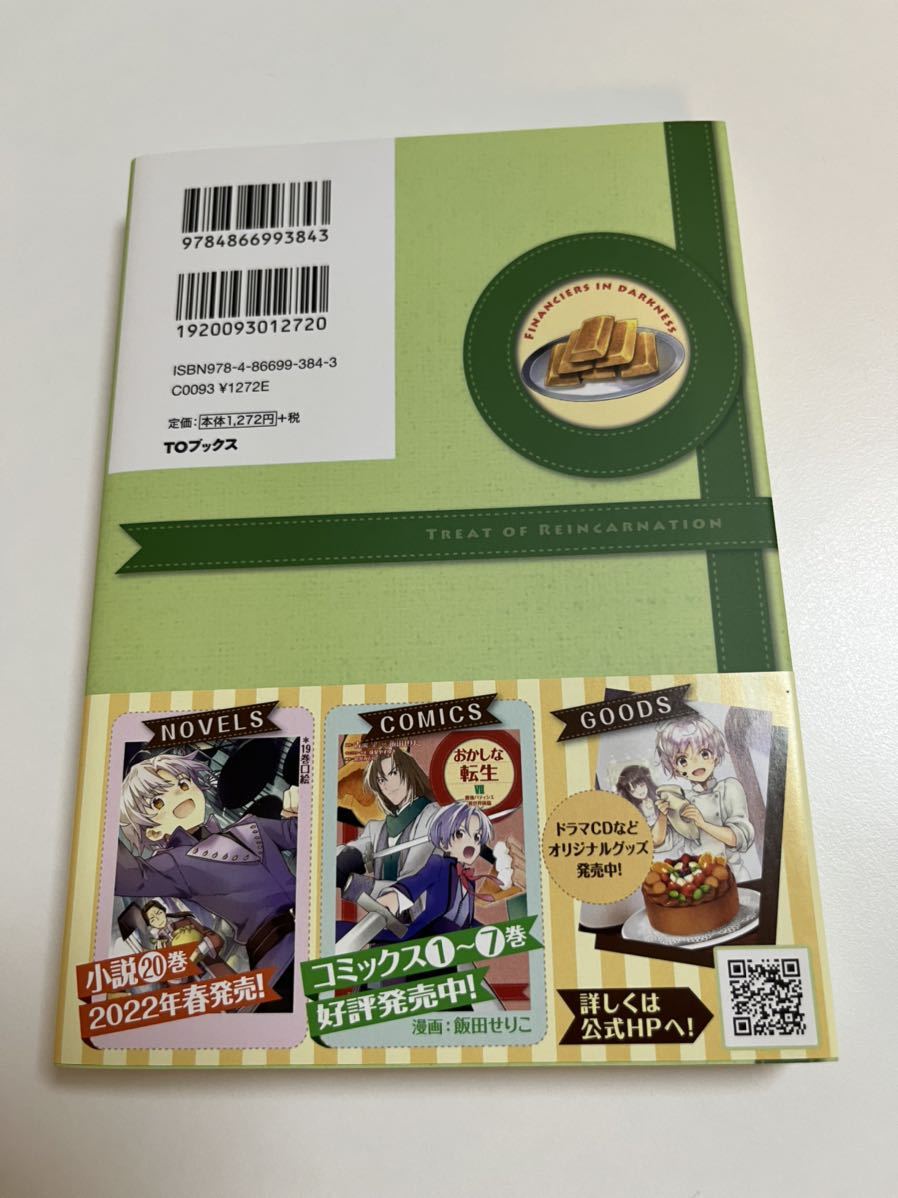 9784866993843
1920093012720
ISBN978-4-86699-384-3
C0093 ¥1272E
定価：本体1,272円+税
TOブックス
FINANCIERS IN DARKNESS
TREAT OF REINCARNATION
NOVELS
*19巻口絵
小説⑳巻
2022年春発売!
COMICS
おかしな
転生
VII
コミックス①〜⑦巻
好評発売中!
漫画：飯田せりこ
GOODS
ドラマCDなど
オリジナルグッズ
発売中!
詳しくは
公式HPへ!